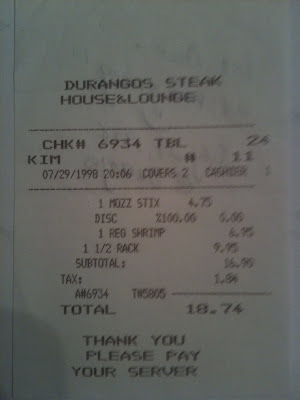 DURANGOS STEAK
HOUSE&LOUNGE
CHK# 6934 TBL 24
KIM # 11
07/29/1998 20:06 COVERS 2 CASHIER 1
1 MOZZ STIX 4.75
DISC %100.00 0.00
1 REG SHRIMP 6.95
1 1/2 RACK 9.95
SUBTOTAL: 16.90
TAX: 1.84
A#6934 T#5805
TOTAL 18.74
THANK YOU
PLEASE PAY
YOUR SERVER